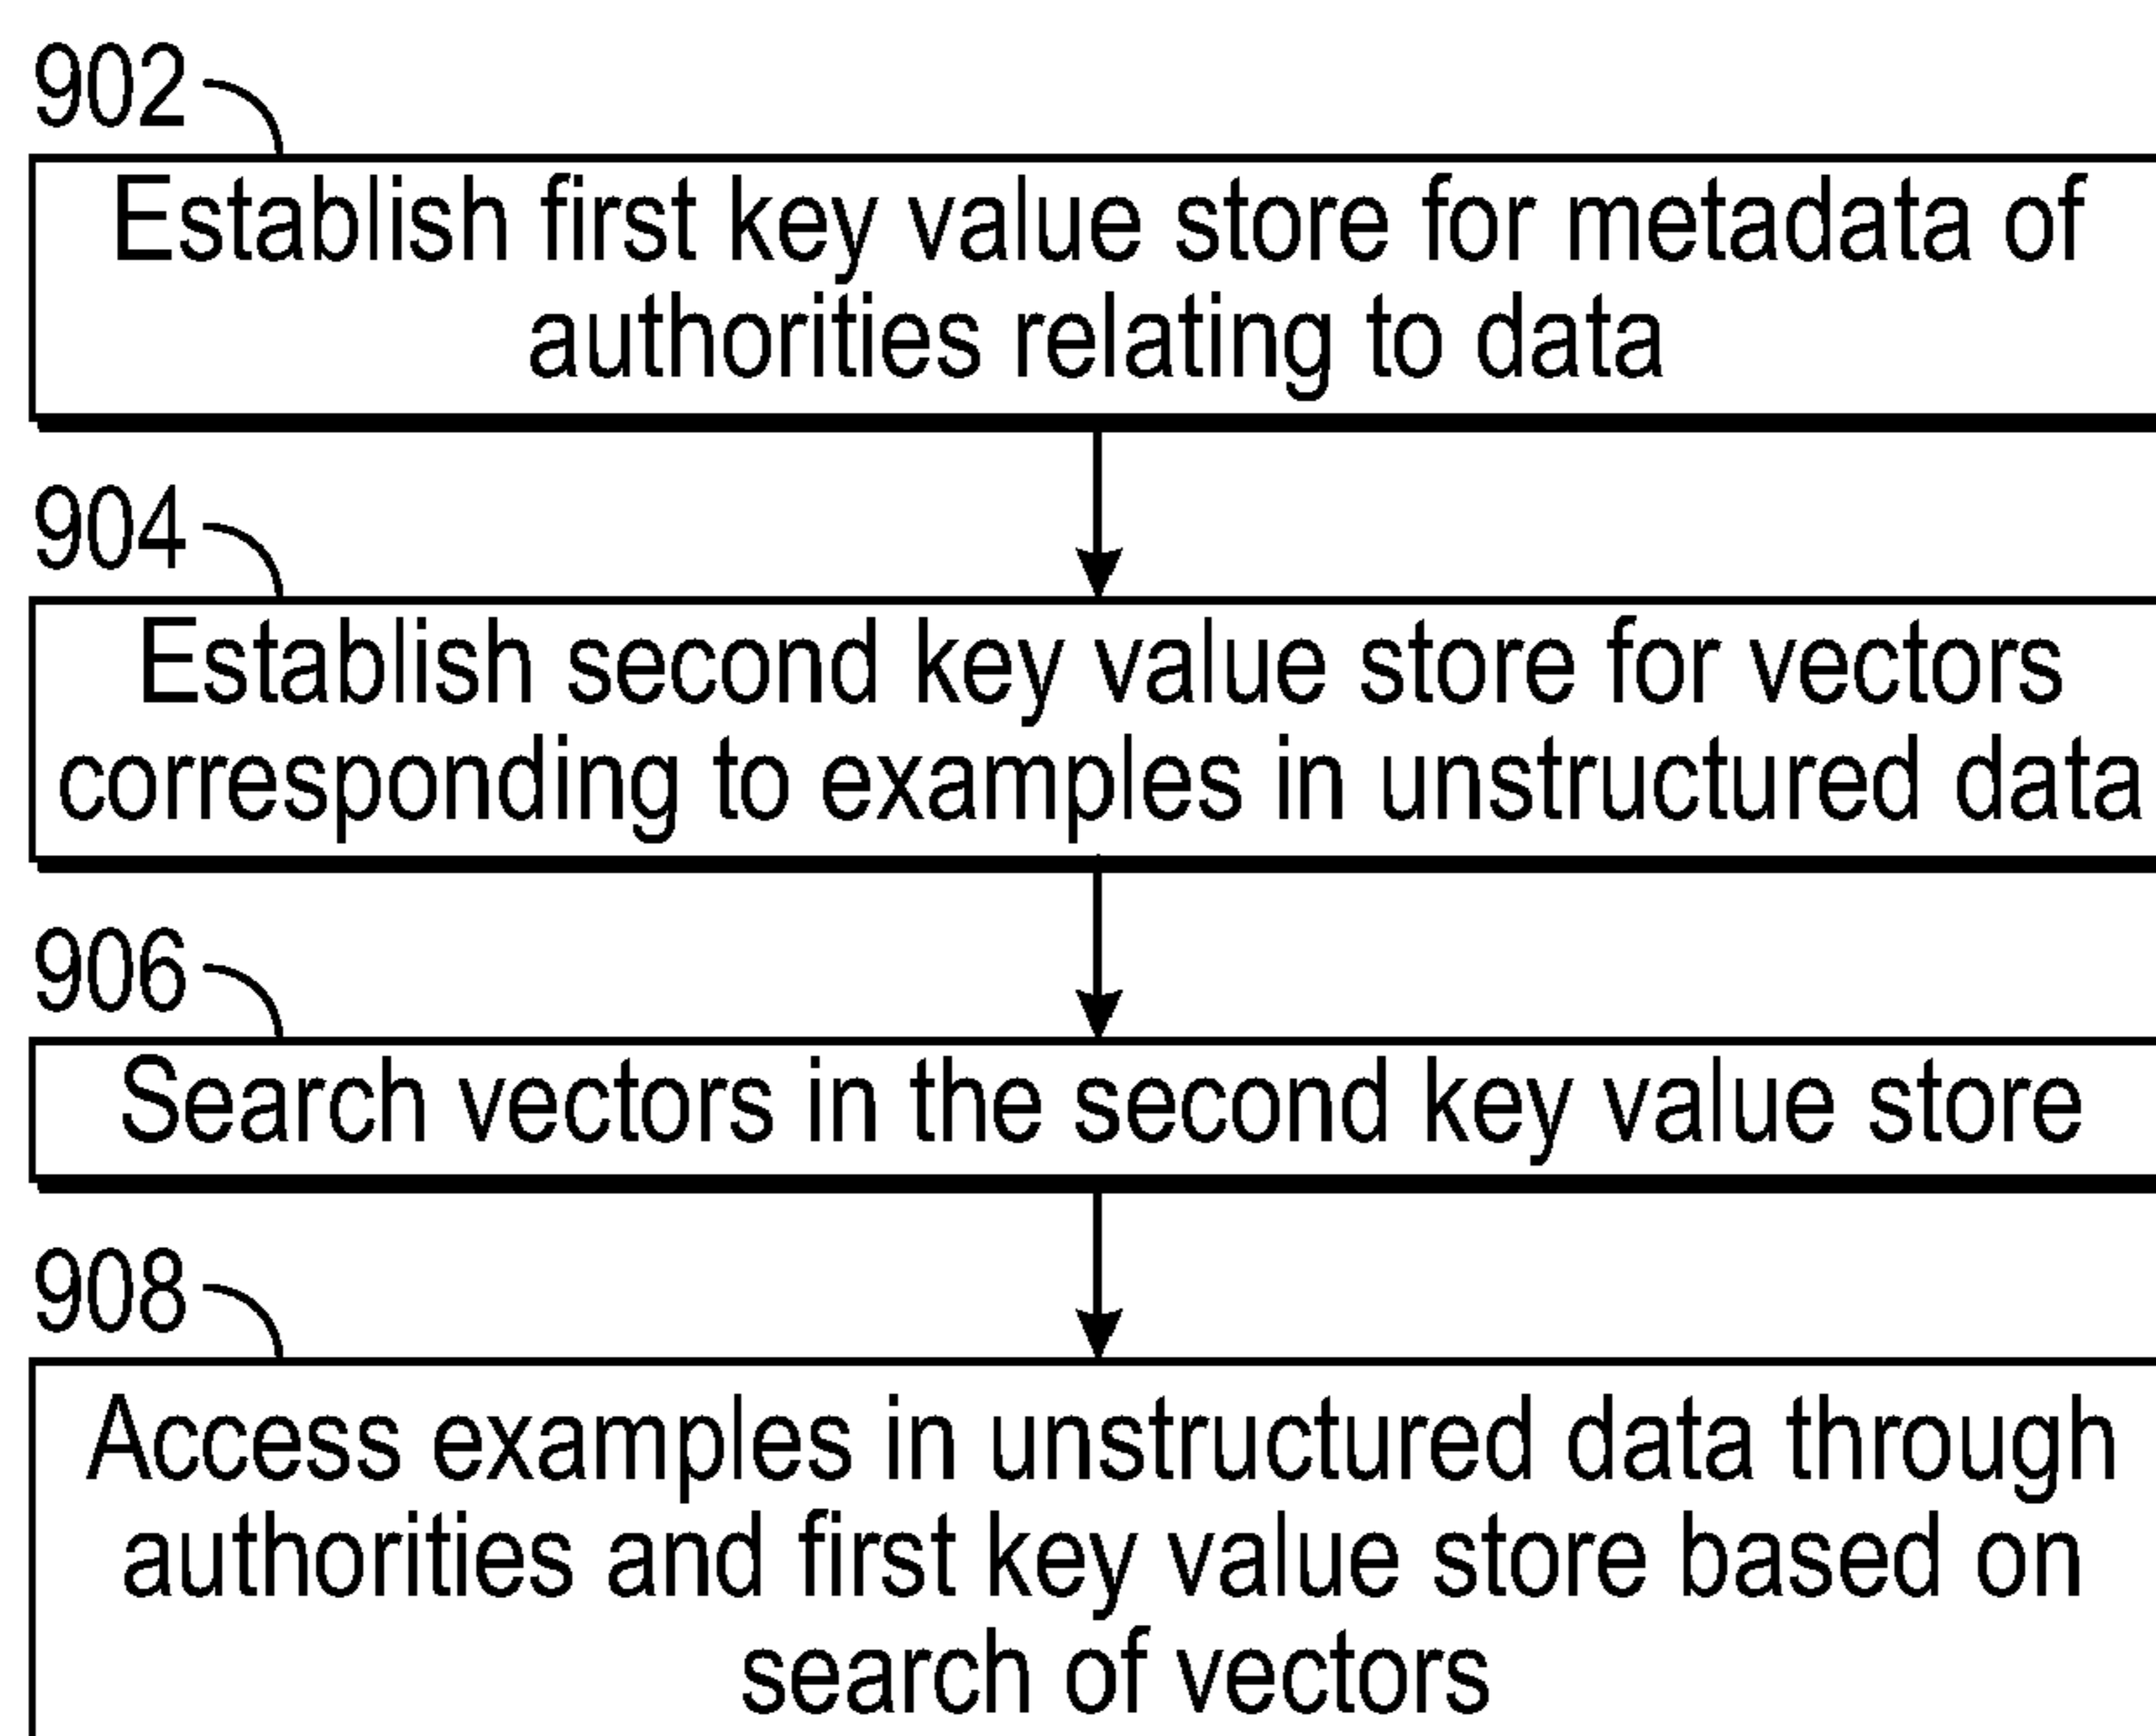 902
Establish first key value store for metadata of
authorities relating to data
904
Establish second key value store for vectors
corresponding to examples in unstructured data
906
Search vectors in the second key value store
908
Access examples in unstructured data through
authorities and first key value store based on
search of vectors